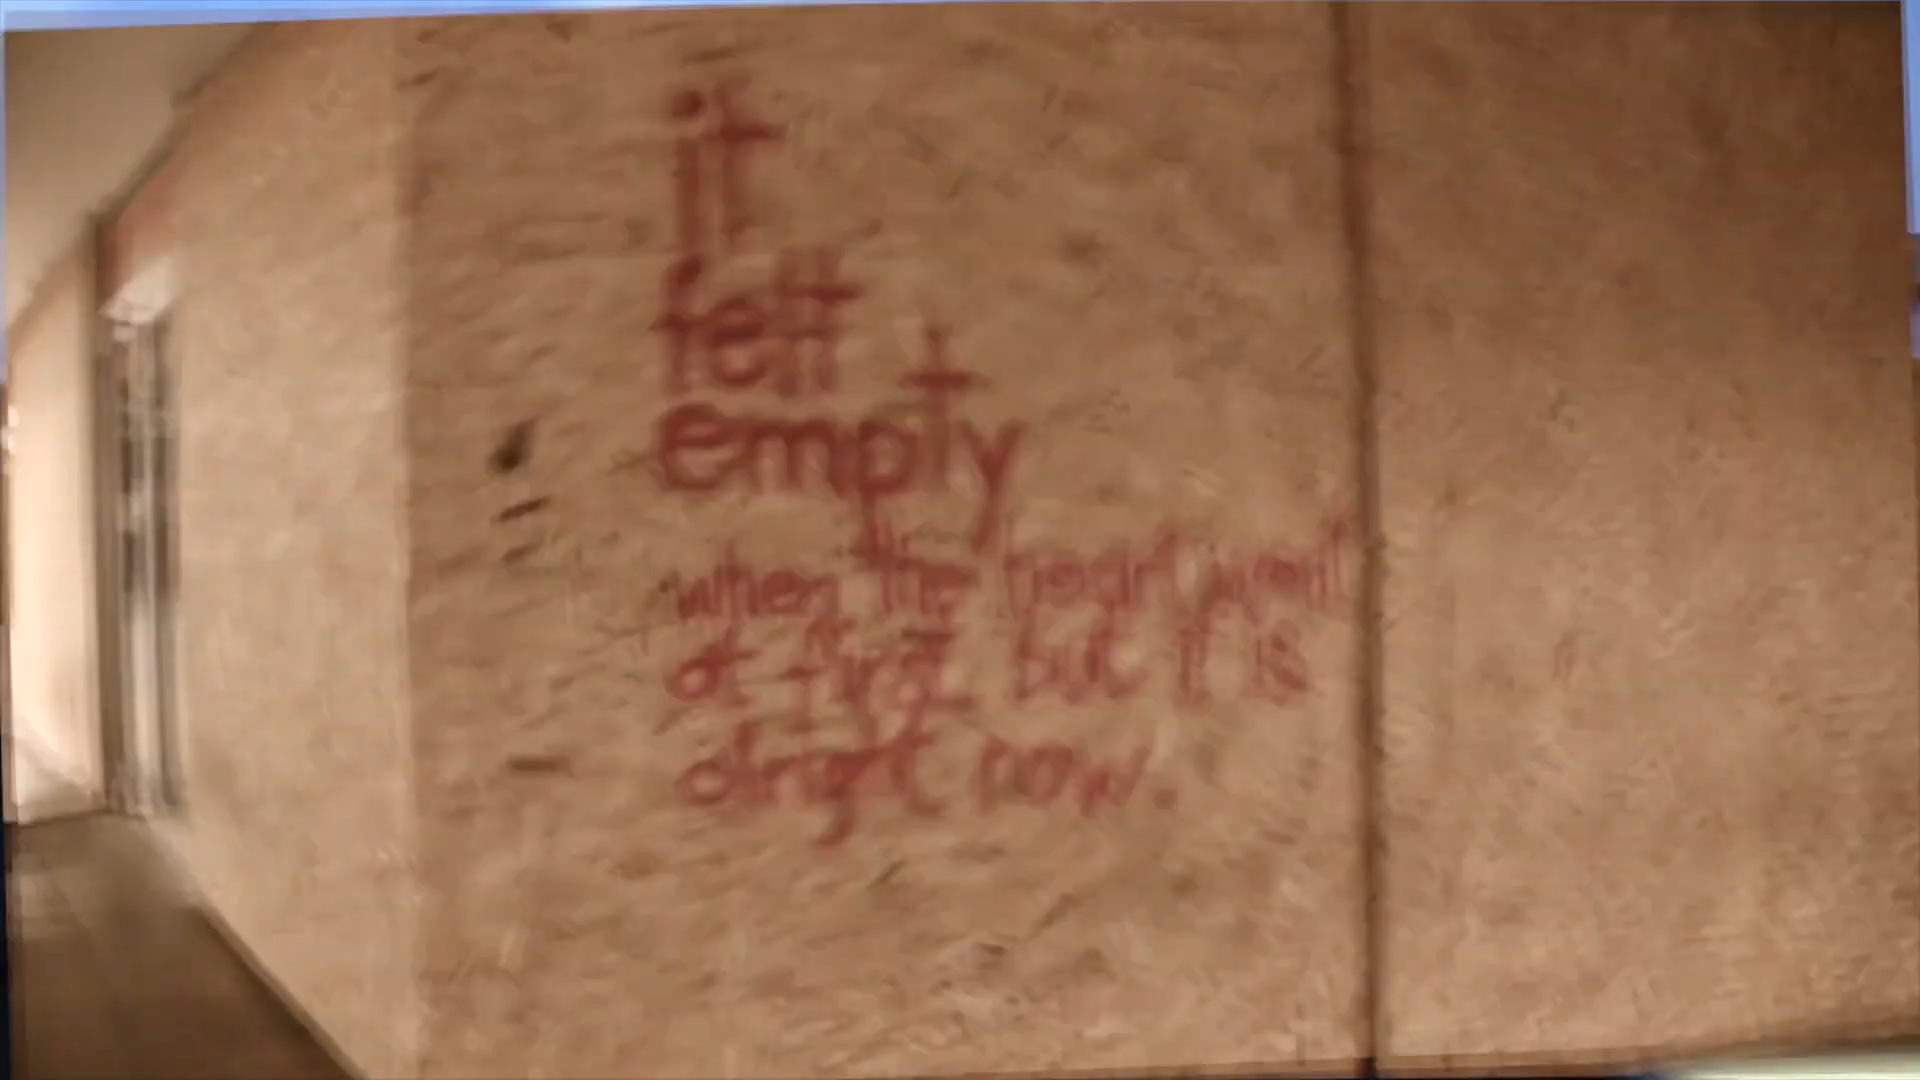 it
felt
empty
when the heart went
at first but it is
alright now.